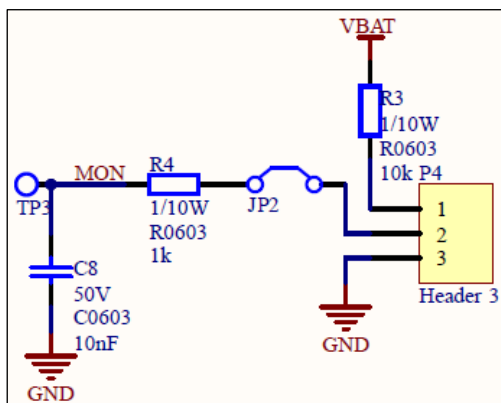 VBAT
R3
1/10W
R0603
10k P4
MON
R4
TP3
1/10W
R0603
1k
JP2
1
2
3
Header 3
C8
50V
C0603
10nF
GND
GND